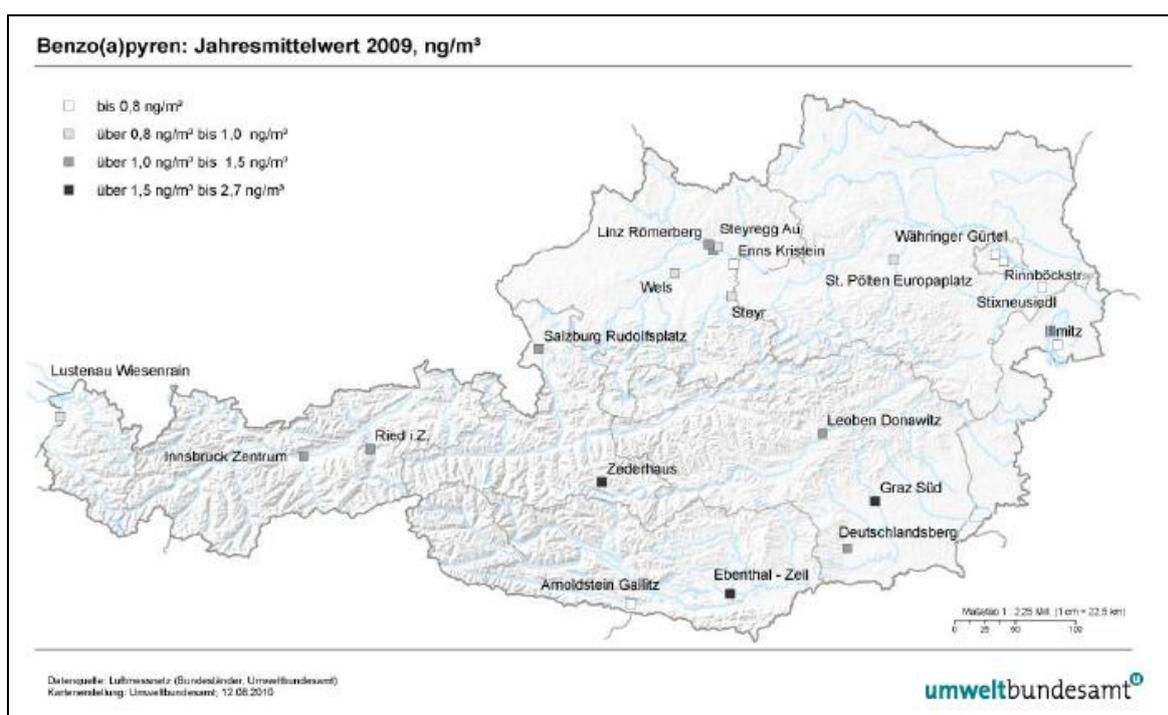 Benzo(a)pyren: Jahresmittelwert 2009, ng/m³
bis 0,8 ng/m³
über 0,8 ng/m³ bis 1,0 ng/m³
über 1,0 ng/m³ bis 1,5 ng/m³
über 1,5 ng/m³ bis 2,7 ng/m³
Linz Römerberg
Steyregg Au
Enns Kristein
Währinger Gürtel
Rinnböckstr.
Wels
St. Pölten Europaplatz
Steyr
Stixneusiedl
Illmitz
Salzburg Rudolfsplatz
Lustenau Wiesenrain
Leoben Donawitz
Ried i.Z.
Innsbruck Zentrum
Zederhaus
Graz Süd
Deutschlandsberg
Arnoldstein Gailitz
Ebenthal - Zell
Maßstab 1 : 2,25 Mill. (1 cm = 22,5 km)
0 25 50 100
Datenquelle: Luftmessnetz (Bundesländer, Umweltbundesamt)
Kartenerstellung: Umweltbundesamt; 12.08.2010
umweltbundesamt